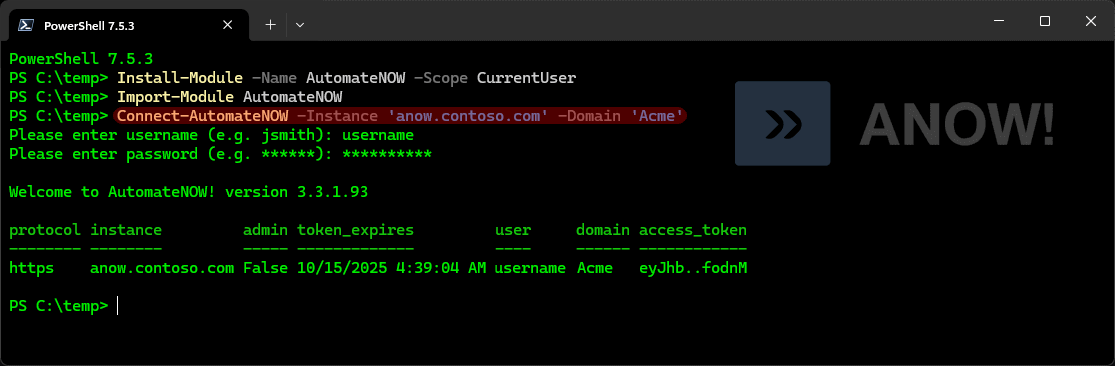 PowerShell 7.5.3
PowerShell 7.5.3
PS C:\temp> Install-Module -Name AutomateNOW -Scope CurrentUser
PS C:\temp> Import-Module AutomateNOW
PS C:\temp> Connect-AutomateNOW -Instance 'anow.contoso.com' -Domain 'Acme'
Please enter username (e.g. jsmith): username
Please enter password (e.g. ******): **********
Welcome to AutomateNOW! version 3.3.1.93
protocol instance         admin token_expires         user     domain access_token
-------- --------         ----- -------------         ----     ------ ------------
https    anow.contoso.com False 10/15/2025 4:39:04 AM username Acme   eyJhb..fodnM
PS C:\temp>
ANOW!